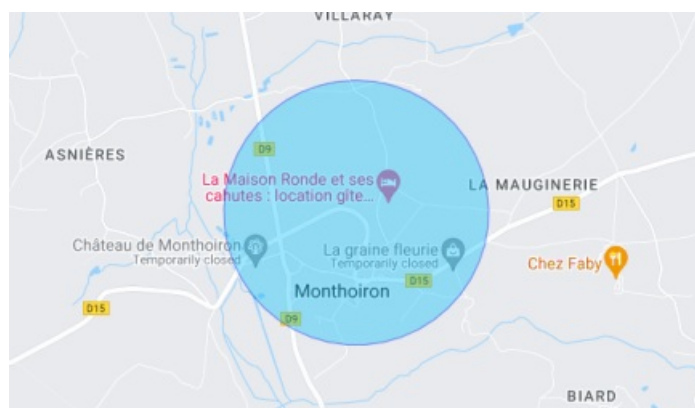 VILLARAY
D9
ASNIÈRES
La Maison Ronde et ses
cahutes : location gîte...
LA MAUGINERIE
D15
Château de Monthoiron
Temporarily closed
La graine fleurie
Temporarily closed
Chez Faby
D15
Monthoiron
D15
D9
BIARD